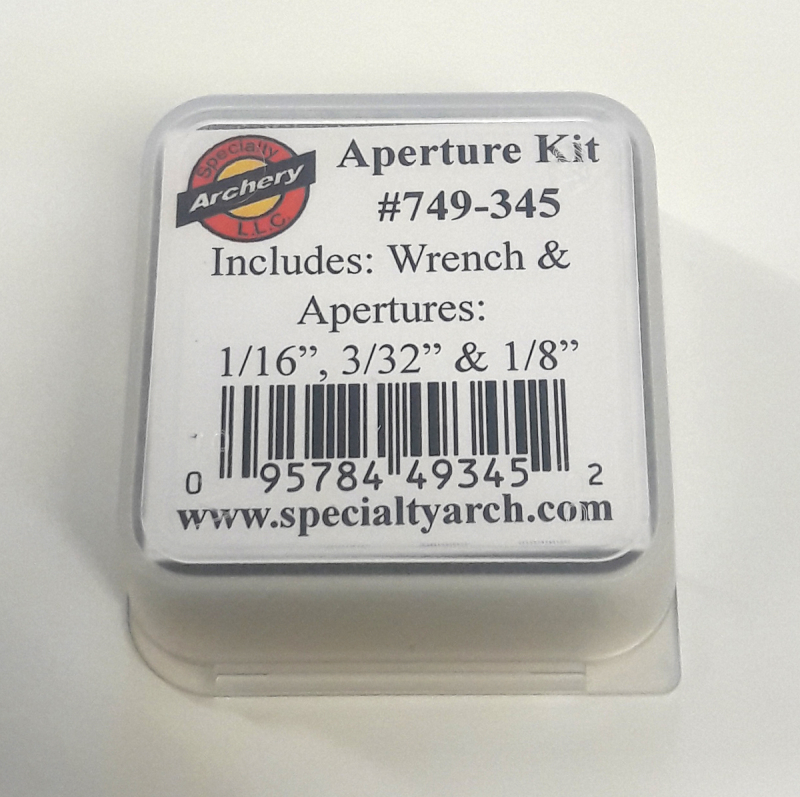 Specialty
Archery
L.L.C.
Aperture Kit
#749-345
Includes: Wrench &
Apertures:
1/16”, 3/32” & 1/8”
0 95784 49345 2
www.specialtyarch.com